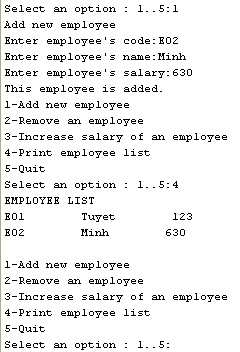 Select an option : 1..5:1
Add new employee
Enter employee's code:E02
Enter employee's name:Minh
Enter employee's salary:630
This employee is added.
1-Add new employee
2-Remove an employee
3-Increase salary of an employee
4-Print employee list
5-Quit
Select an option : 1..5:4
EMPLOYEE LIST
E01 Tuyet 123
E02 Minh 630
1-Add new employee
2-Remove an employee
3-Increase salary of an employee
4-Print employee list
5-Quit
Select an option : 1..5: